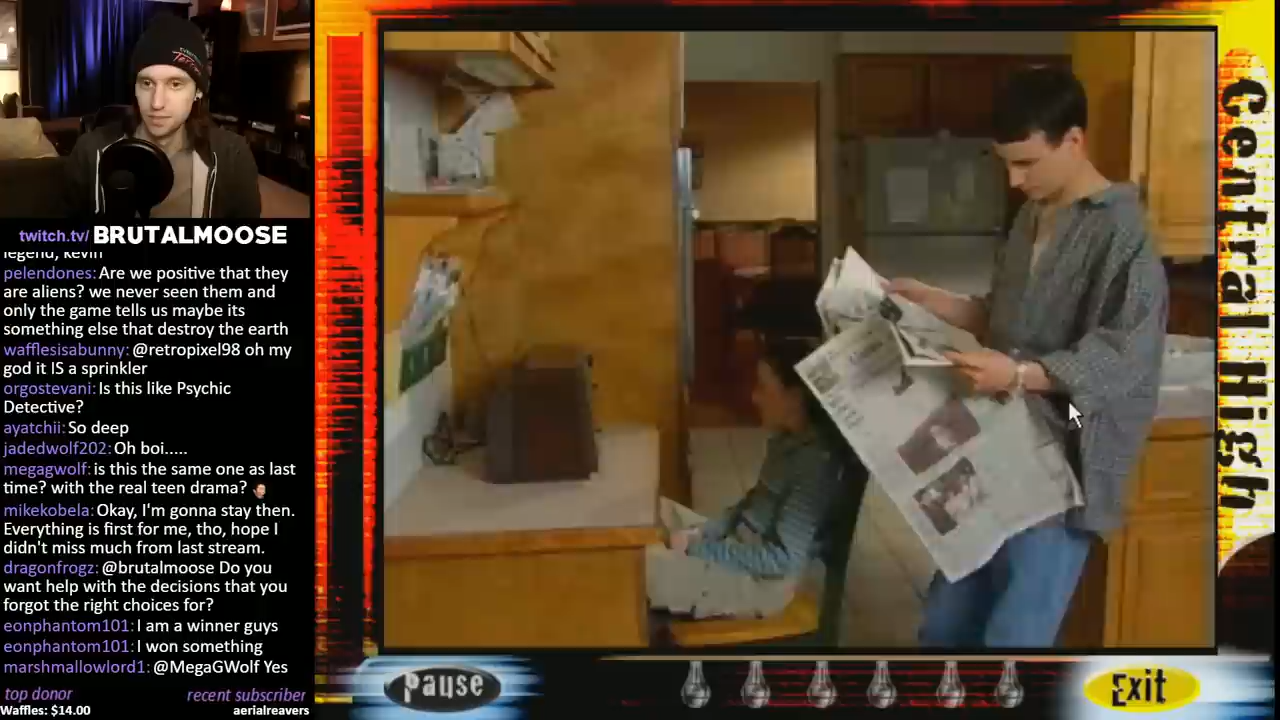 twitch.tv/ BRUTALMOOSE
legend, kevin
pelendones: Are we positive that they
are aliens? we never seen them and
only the game tells us maybe its
something else that destroy the earth
wafflesisabunny: @retropixel98 oh my
god it IS a sprinkler
orgostevani: Is this like Psychic
Detective?
ayatchii: So deep
jadedwolf202: Oh boi.....
megagwolf: is this the same one as last
time? with the real teen drama?
mikekobela: Okay, I'm gonna stay then.
Everything is first for me, tho, hope I
didn't miss much from last stream.
dragonfrogz: @brutalmoose Do you
want help with the decisions that you
forgot the right choices for?
eonphantom101: I am a winner guys
eonphantom101: I won something
marshmallowlord1: @MegaGWolf Yes
top donor recent subscriber
Waffles: $14.00 aerialreavers
Central High
Pause
Exit